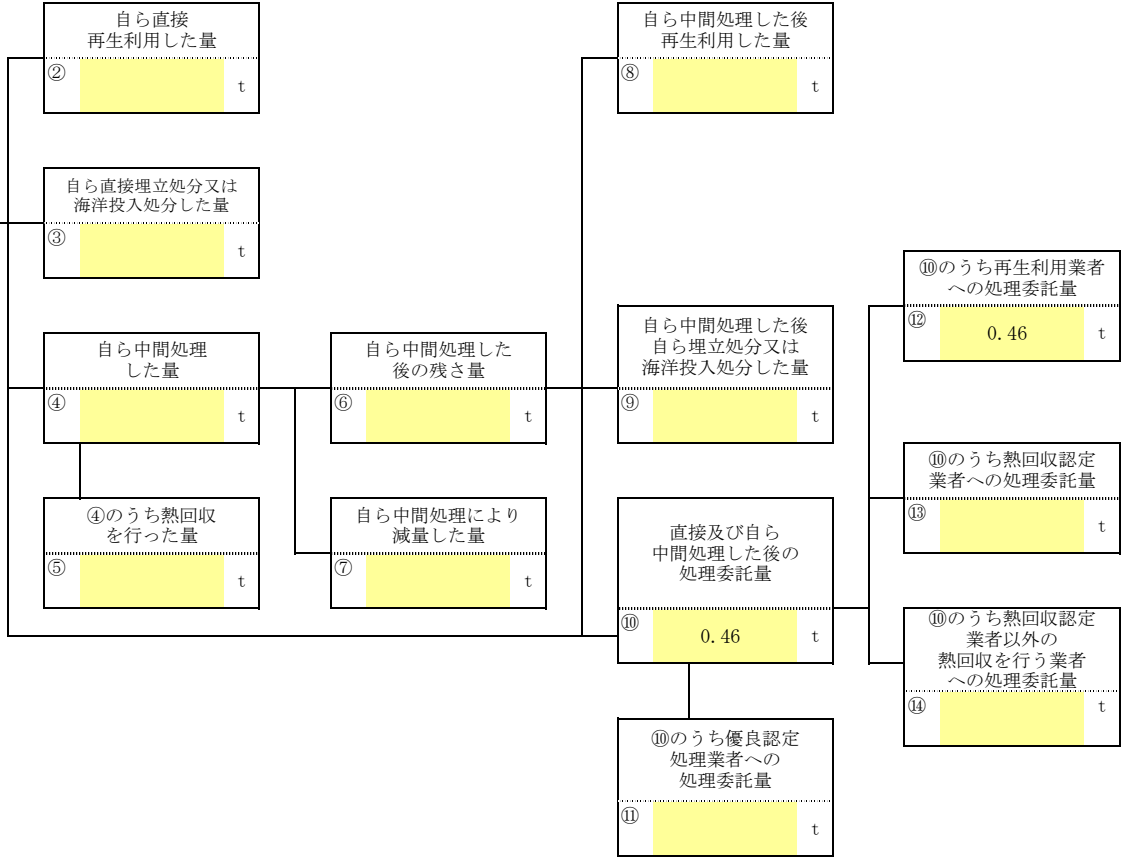 自ら直接
再生利用した量
②
t
自ら中間処理した後
再生利用した量
⑧
t
自ら直接埋立処分又は
海洋投入処分した量
③
t
⑩のうち再生利用業者
への処理委託量
⑫
0.46
t
自ら中間処理
した量
④
t
自ら中間処理した
後の残さ量
⑥
t
自ら中間処理した後
自ら埋立処分又は
海洋投入処分した量
⑨
t
⑩のうち熱回収認定
業者への処理委託量
⑬
t
④のうち熱回収
を行った量
⑤
t
自ら中間処理により
減量した量
⑦
t
直接及び自ら
中間処理した後の
処理委託量
⑩
0.46
t
⑩のうち熱回収認定
業者以外の
熱回収を行う業者
への処理委託量
⑭
t
⑩のうち優良認定
処理業者への
処理委託量
⑪
t